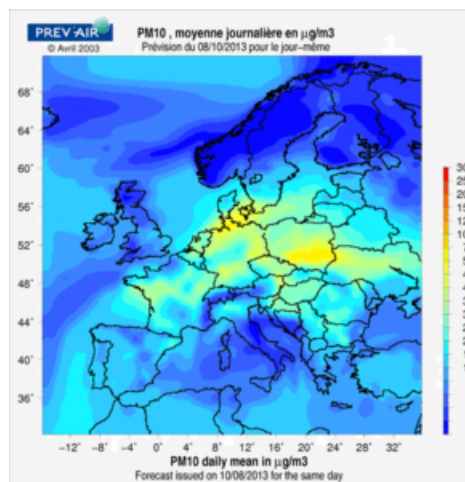 PREV'AIR
© Avril 2003
PM10 , moyenne journalière en µg/m3
Prévision du 08/10/2013 pour le jour-même
68°
64°
60°
56°
52°
48°
44°
40°
36°
-12° -8° -4° 0° 4° 8° 12° 16° 20° 24° 28° 32°
PM10 daily mean in µg/m3
Forecast issued on 10/08/2013 for the same day